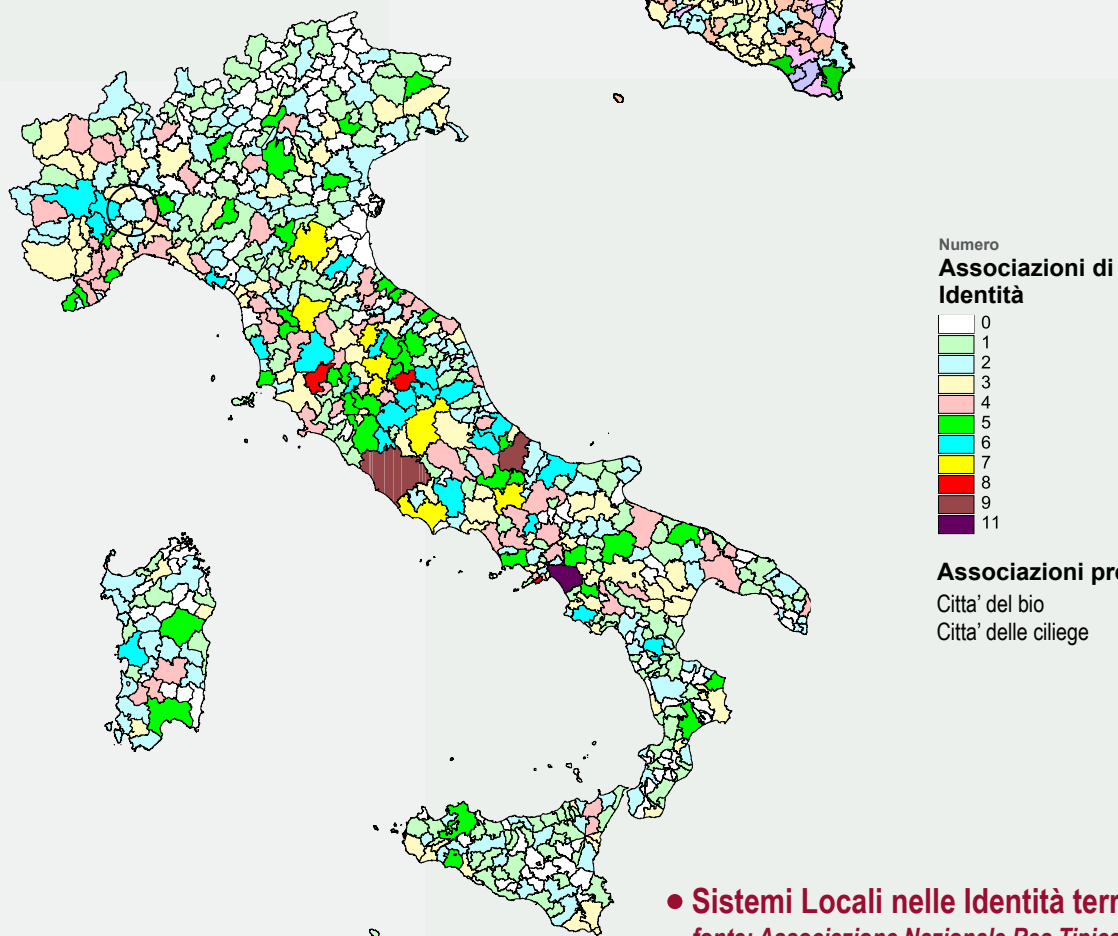 Numero
Associazioni di
Identità
0
1
2
3
4
5
6
7
8
9
11
Associazioni pr
Citta' del bio
Citta' delle ciliege
• Sistemi Locali nelle Identità terr